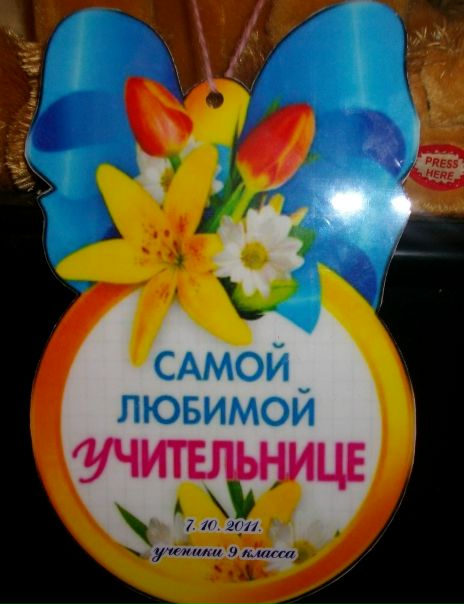 PRESS
HERE
САМОЙ
ЛЮБИМОЙ
УЧИТЕЛЬНИЦЕ
7. 10. 2011.
ученики 9 класса